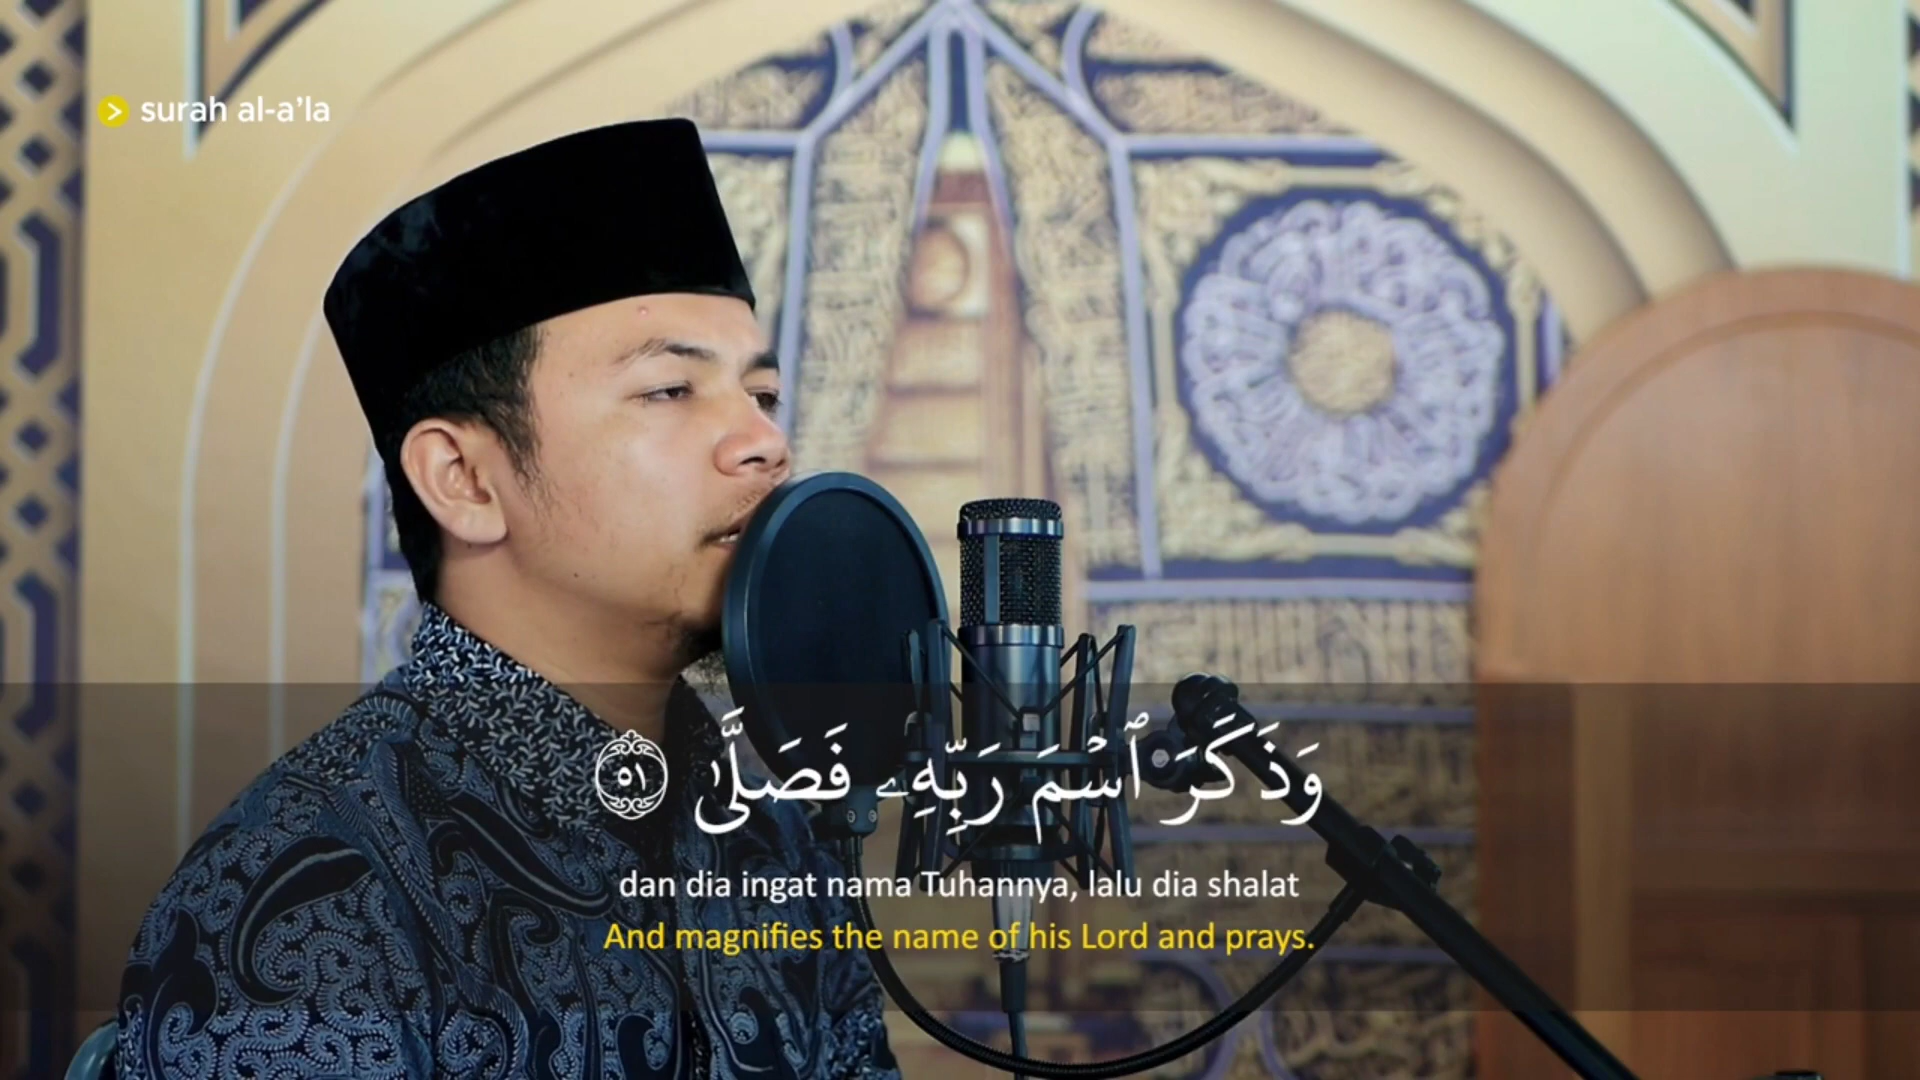 surah al-a’la
وَذَكَرَ ٱسْمَ رَبِّهِۦ فَصَلَّىٰ ٥١
dan dia ingat nama Tuhannya, lalu dia shalat
And magnifies the name of his Lord and prays.